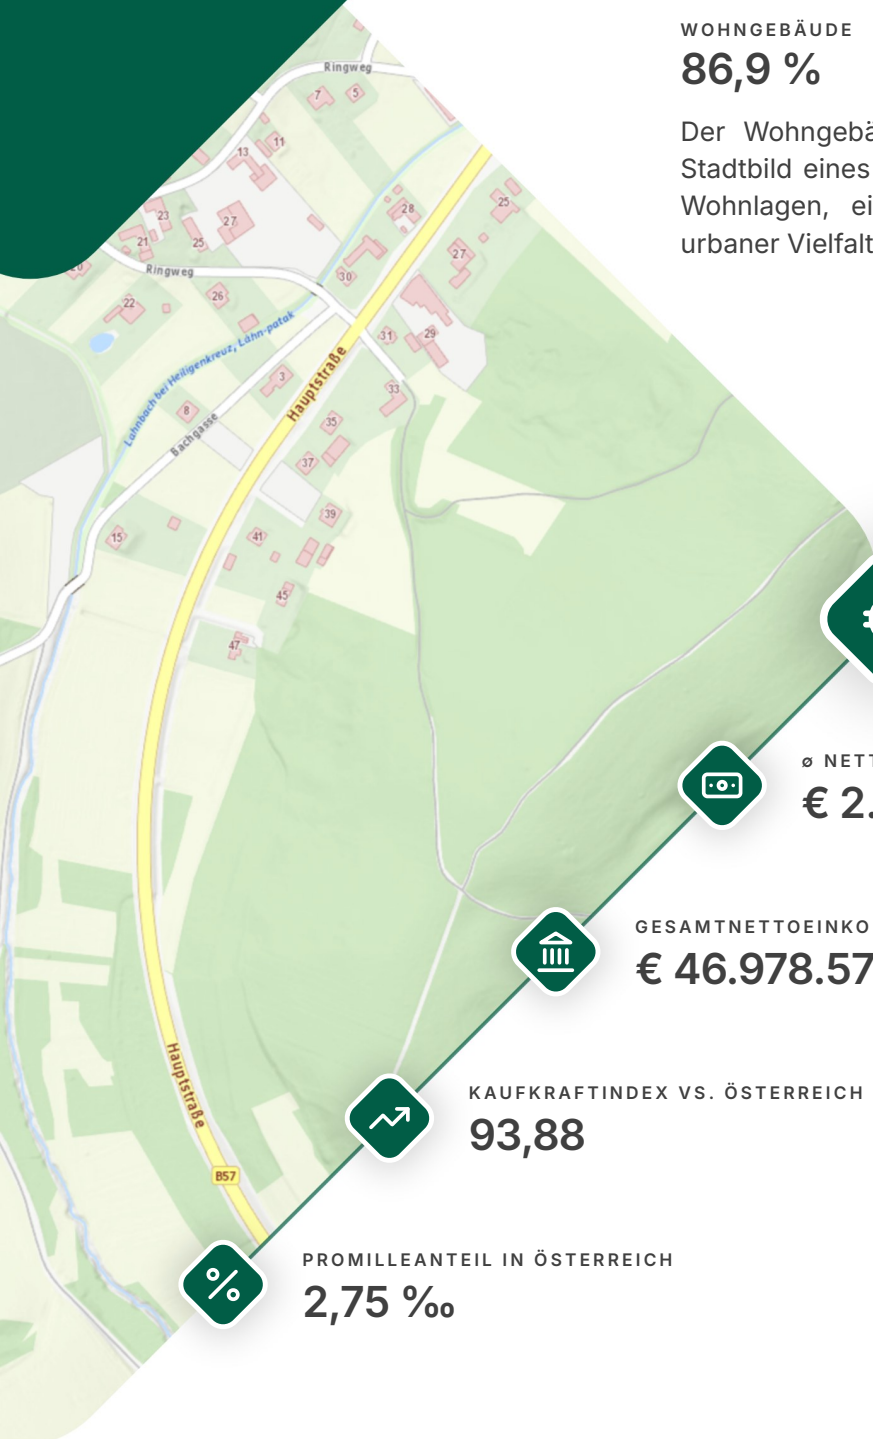 WOHNGEBÄUDE
86,9 %
Der Wohngebä
Stadtbild eines
Wohnlagen, ei
urbaner Vielfalt
Ringweg
7
5
11
13
23
27
21
25
28
25
27
Ringweg
30
22
26
31
29
Lahnbach bei Heiligenkreuz, Lahn-patak
3
Hauptstraße
33
8
Bachgasse
35
37
39
15
41
45
47
ø NETT
€ 2.
GESAMTNETTOEINKO
€ 46.978.57
Hauptstraße
KAUFKRAFTINDEX VS. ÖSTERREICH
93,88
B57
PROMILLEANTEIL IN ÖSTERREICH
2,75 ‰